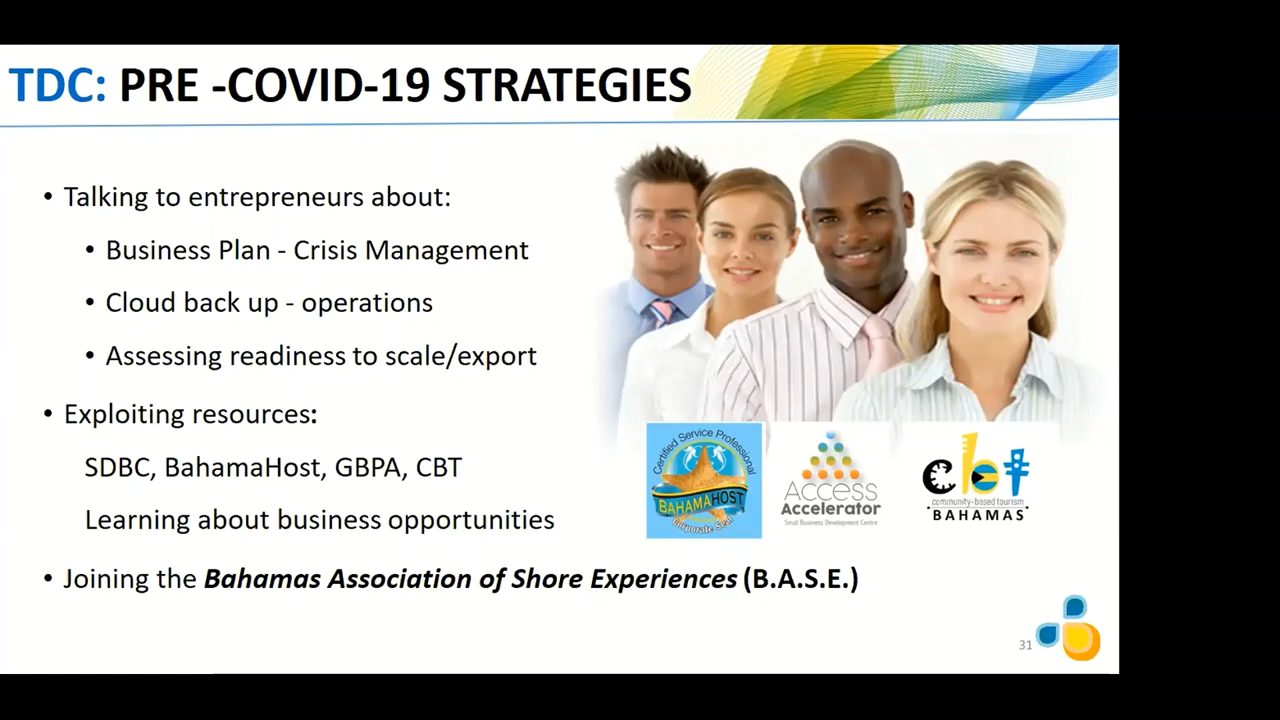 TDC: PRE -COVID-19 STRATEGIES
• Talking to entrepreneurs about:
• Business Plan - Crisis Management
• Cloud back up - operations
• Assessing readiness to scale/export
• Exploiting resources:
SDBC, BahamaHost, GBPA, CBT
Learning about business opportunities
• Joining the Bahamas Association of Shore Experiences (B.A.S.E.)
Certified Service Professional
BAHAMAHOST
Corporate Seal
Access
Accelerator
Small Business Development Centre
cbt
community-based tourism
BAHAMAS
31